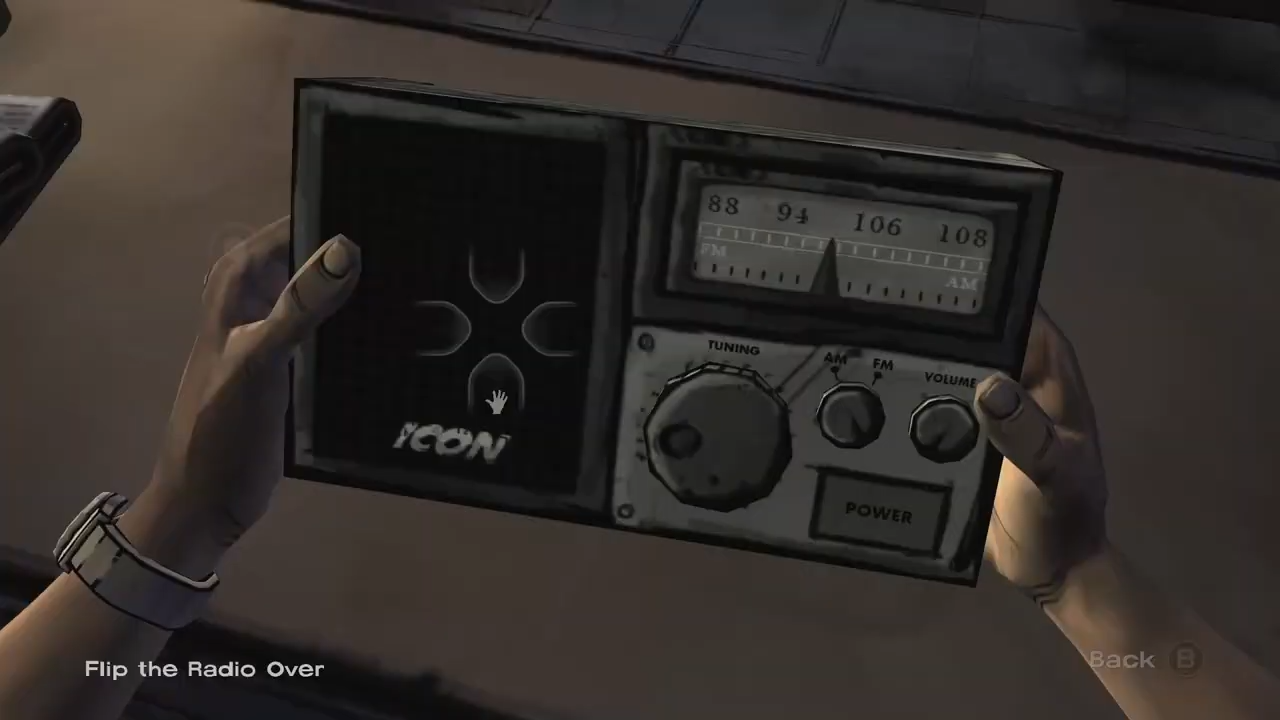 88 94 106 108
FM
AM
TUNING
AM FM
VOLUME
ICON
POWER
Flip the Radio Over
Back B